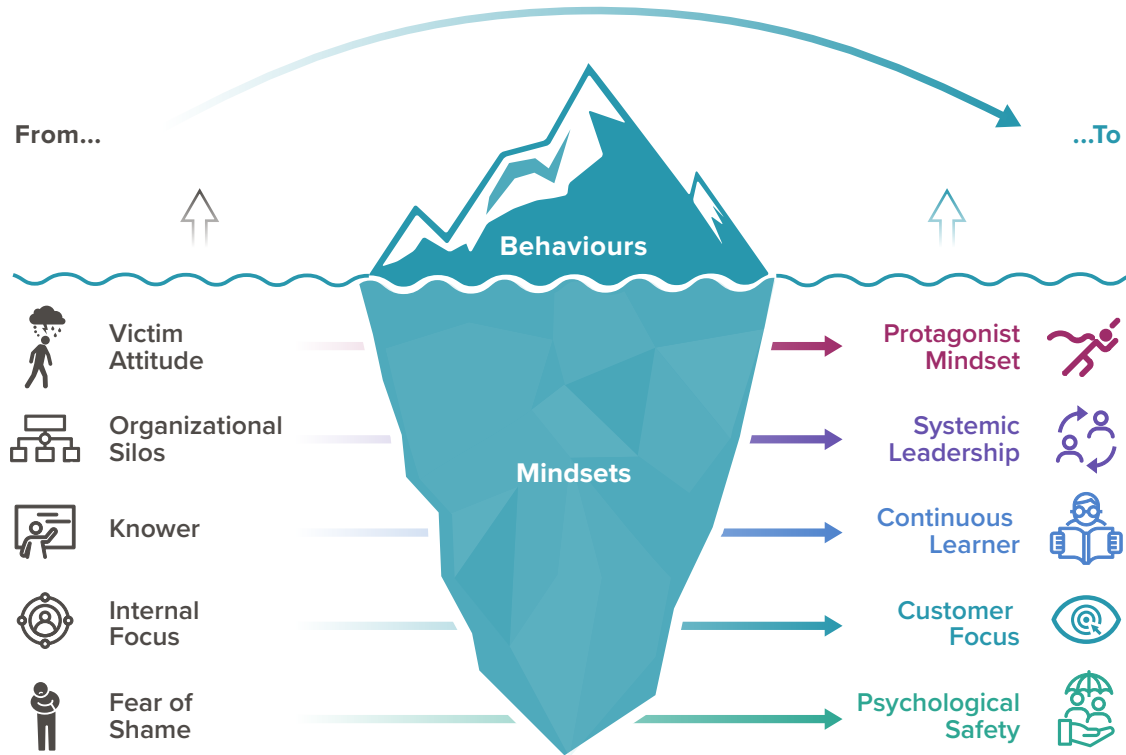 From...
...To
Behaviours
Victim
Attitude
Protagonist
Mindset
Organizational
Silos
Systemic
Leadership
Mindsets
Knower
Continuous
Learner
Internal
Focus
Customer
Focus
Fear of
Shame
Psychological
Safety